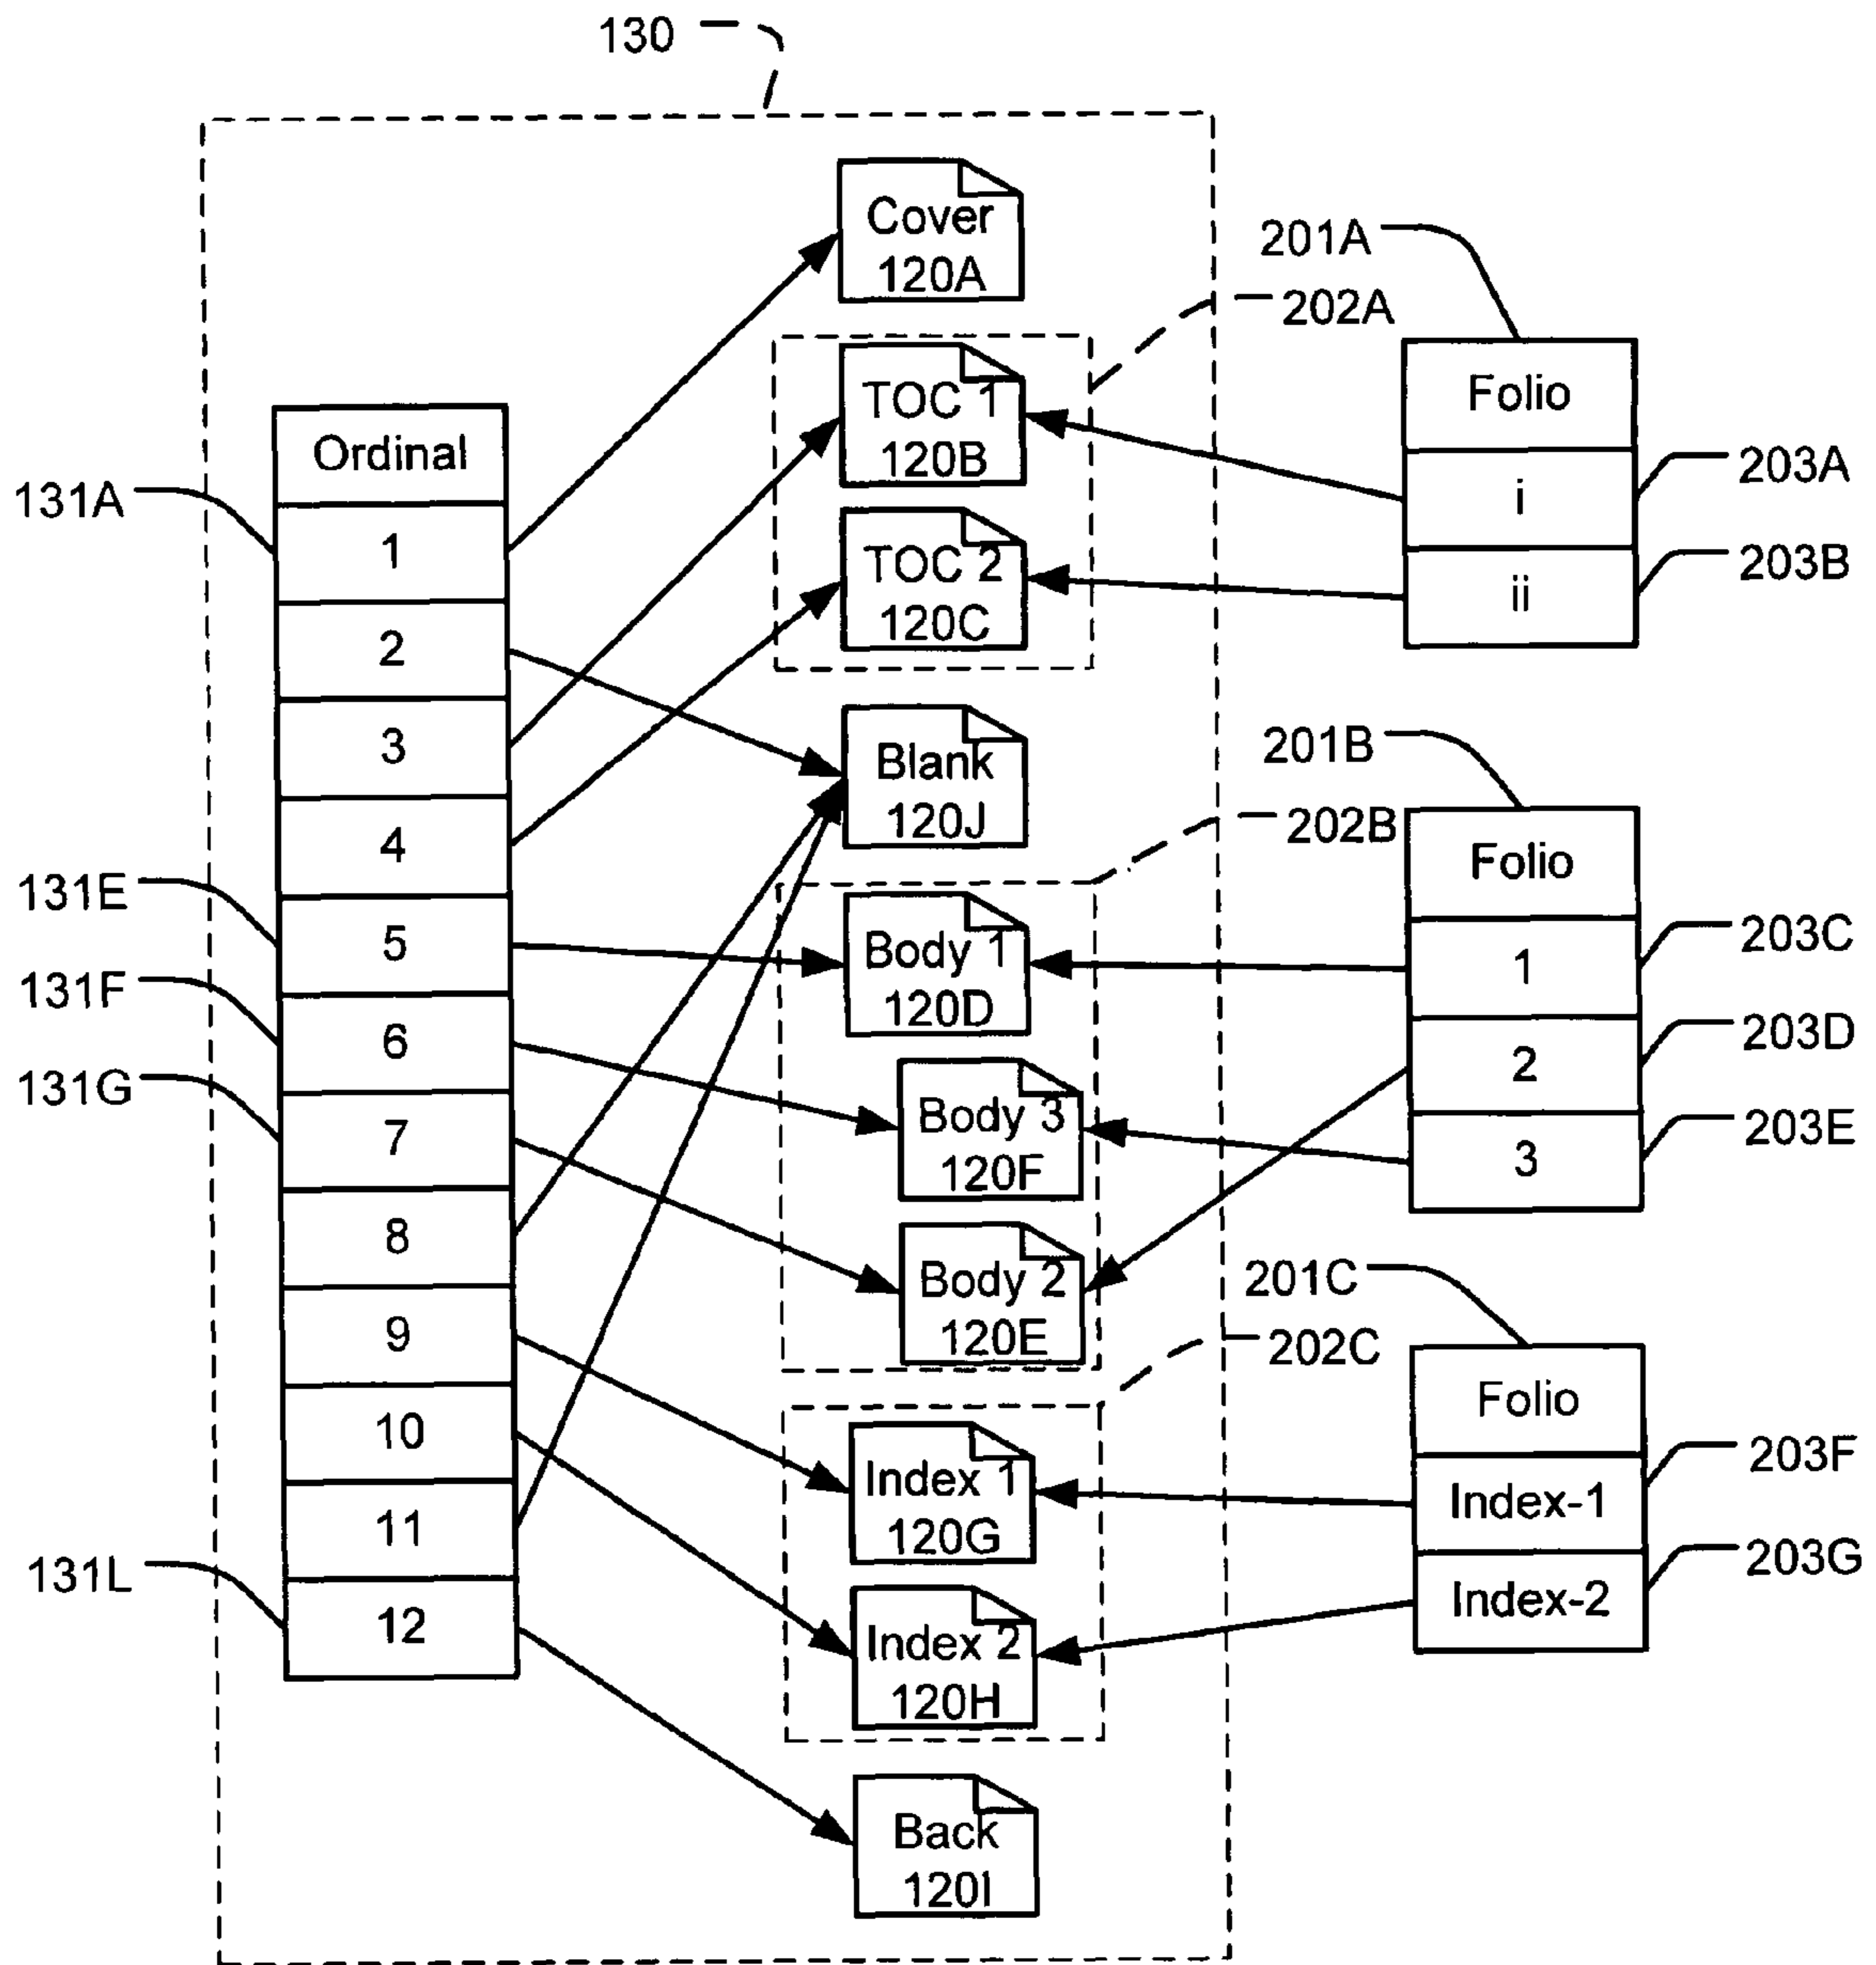 130
Cover
120A
201A
202A
TOC 1
120B
Folio
Ordinal
131A
i
203A
1
TOC 2
120C
ii
203B
2
3
Blank
120J
201B
4
202B
Folio
131E
5
Body 1
120D
1
203C
131F
6
Body 3
120F
2
203D
131G
7
3
203E
8
Body 2
120E
201C
9
202C
Folio
10
Index 1
120G
Index-1
203F
11
131L
12
Index 2
120H
Index-2
203G
Back
120I